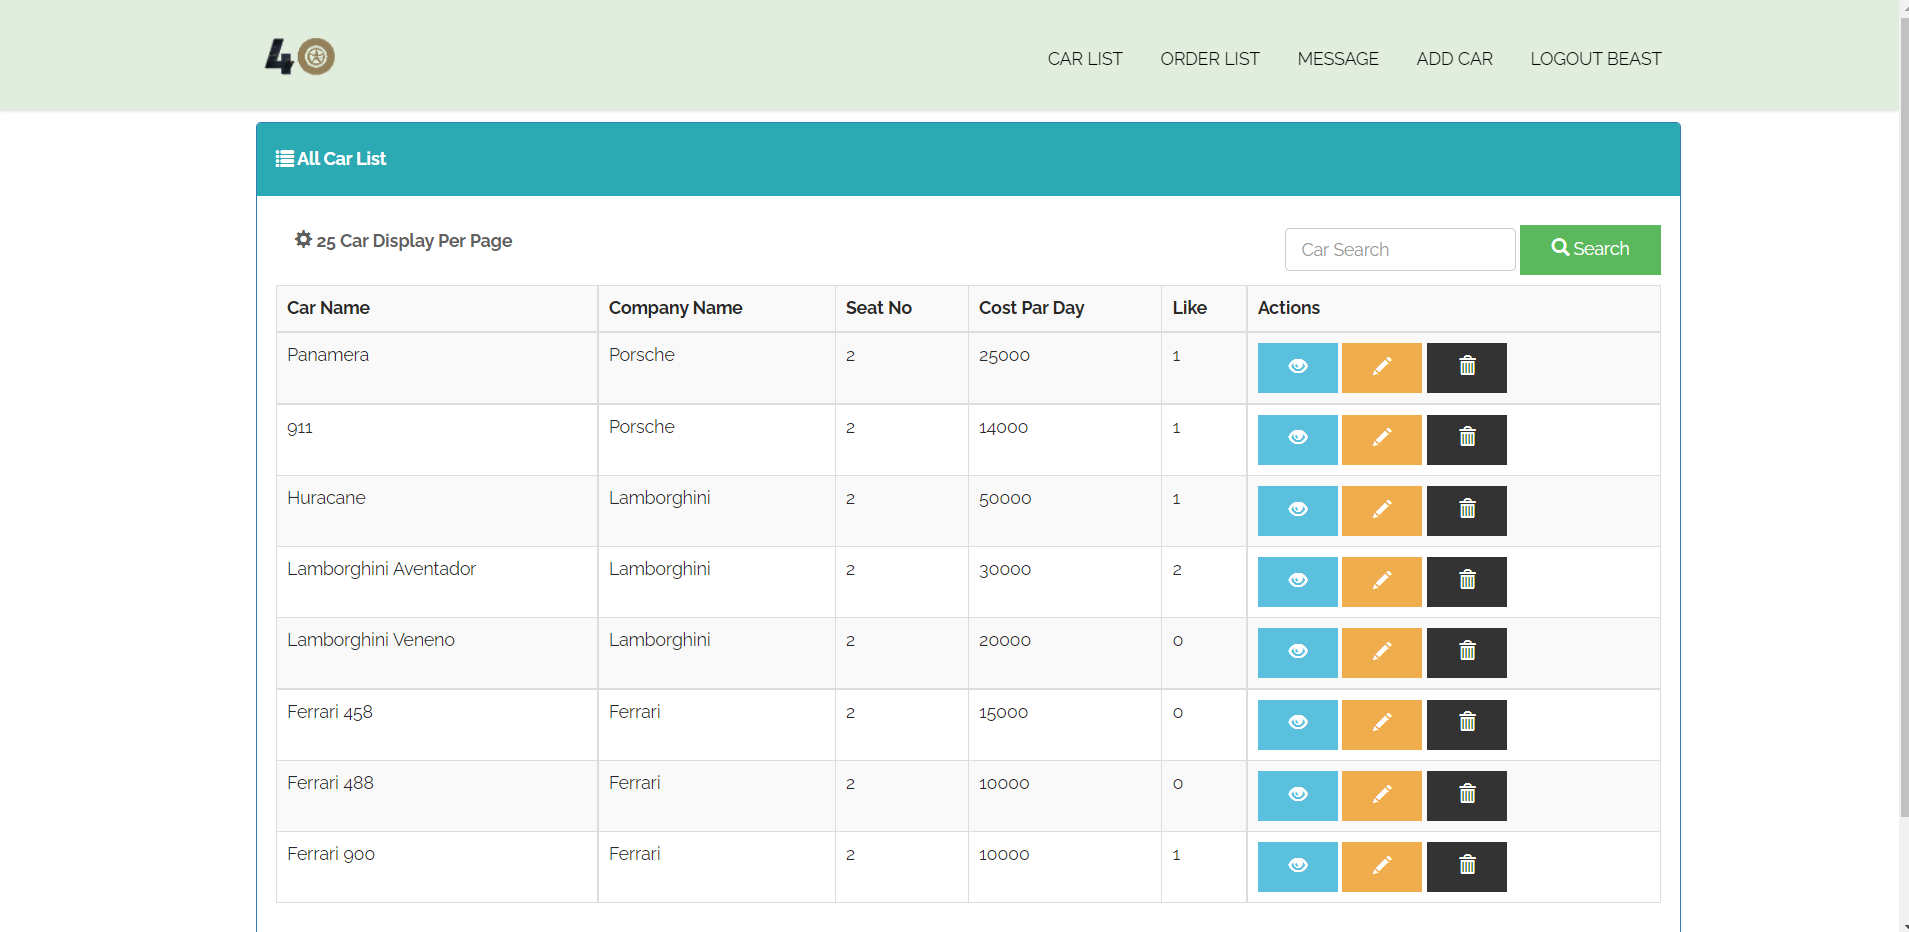 40
CAR LIST ORDER LIST MESSAGE ADD CAR LOGOUT BEAST
All Car List
25 Car Display Per Page
Car Search Search
Car Name Company Name Seat No Cost Par Day Like Actions
Panamera Porsche 2 25000 1
911 Porsche 2 14000 1
Huracane Lamborghini 2 50000 1
Lamborghini Aventador Lamborghini 2 30000 2
Lamborghini Veneno Lamborghini 2 20000 0
Ferrari 458 Ferrari 2 15000 0
Ferrari 488 Ferrari 2 10000 0
Ferrari 900 Ferrari 2 10000 1